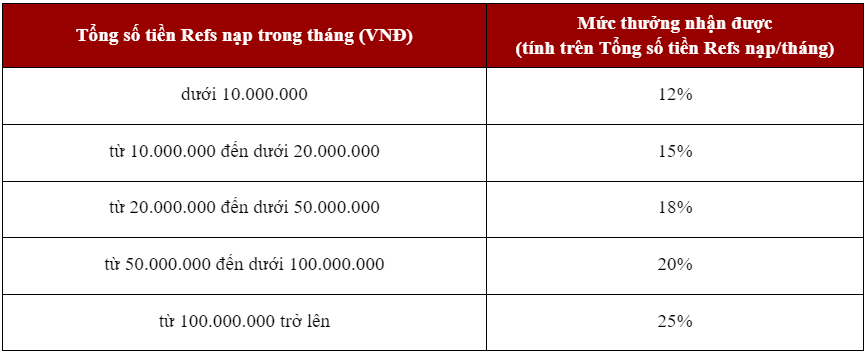 Tổng số tiền Refs nạp trong tháng (VNĐ)
Mức thưởng nhận được
(tính trên Tổng số tiền Refs nạp/tháng)
dưới 10.000.000
12%
từ 10.000.000 đến dưới 20.000.000
15%
từ 20.000.000 đến dưới 50.000.000
18%
từ 50.000.000 đến dưới 100.000.000
20%
từ 100.000.000 trở lên
25%